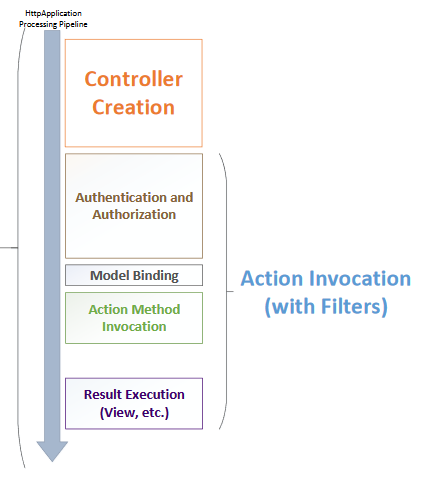 HttpApplication
Processing Pipeline
Controller
Creation
Authentication and
Authorization
Model Binding
Action Method
Invocation
Action Invocation
(with Filters)
Result Execution
(View, etc.)